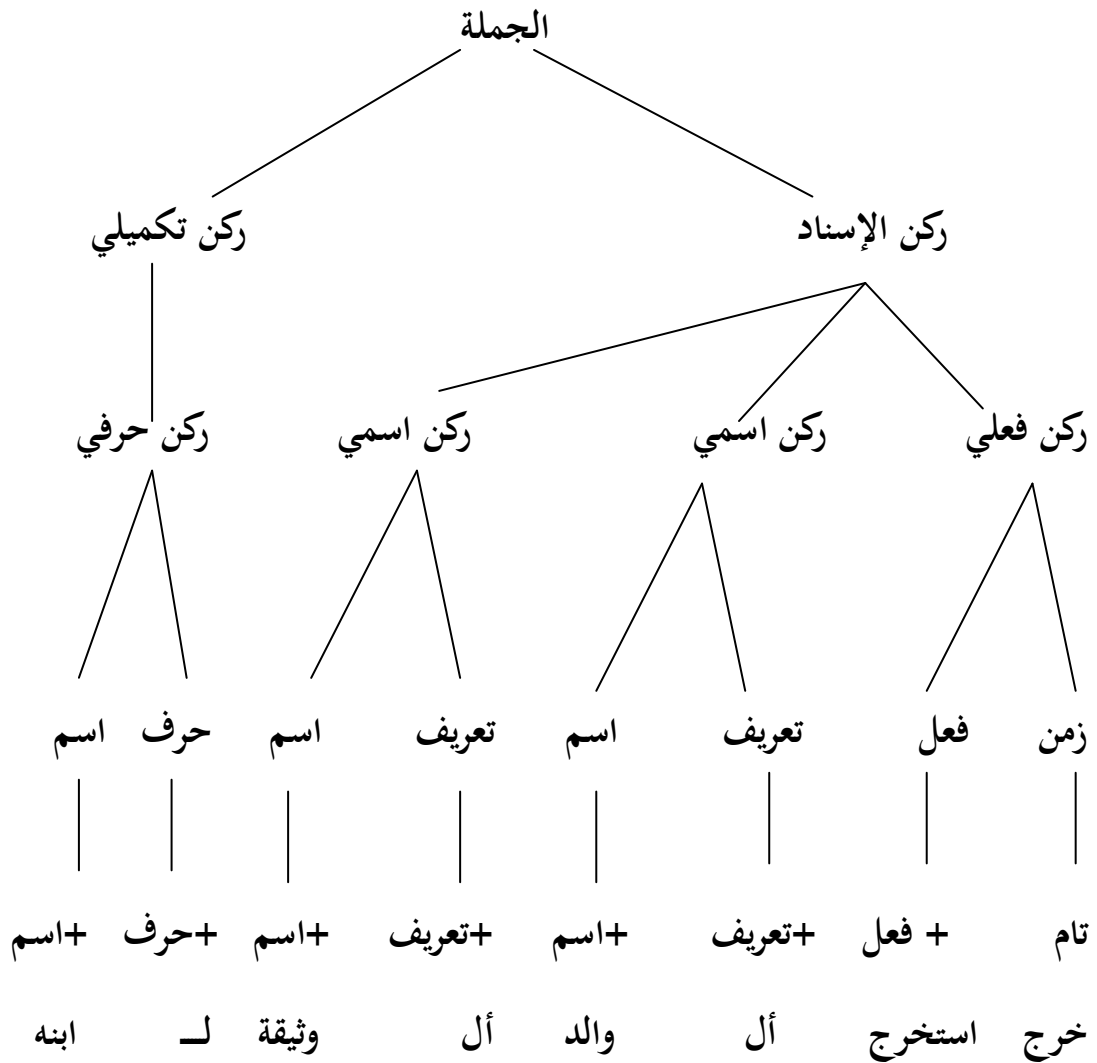 الجملة
ركن الإسناد ركن تكميلي
ركن فعلي ركن اسمي ركن اسمي ركن حرفي
زمن فعل تعريف اسم تعريف اسم حرف اسم
تام + فعل +تعريف +اسم +تعريف +اسم +حرف +اسم
خرج استخرج أل والد أل وثيقة لــ ابنه